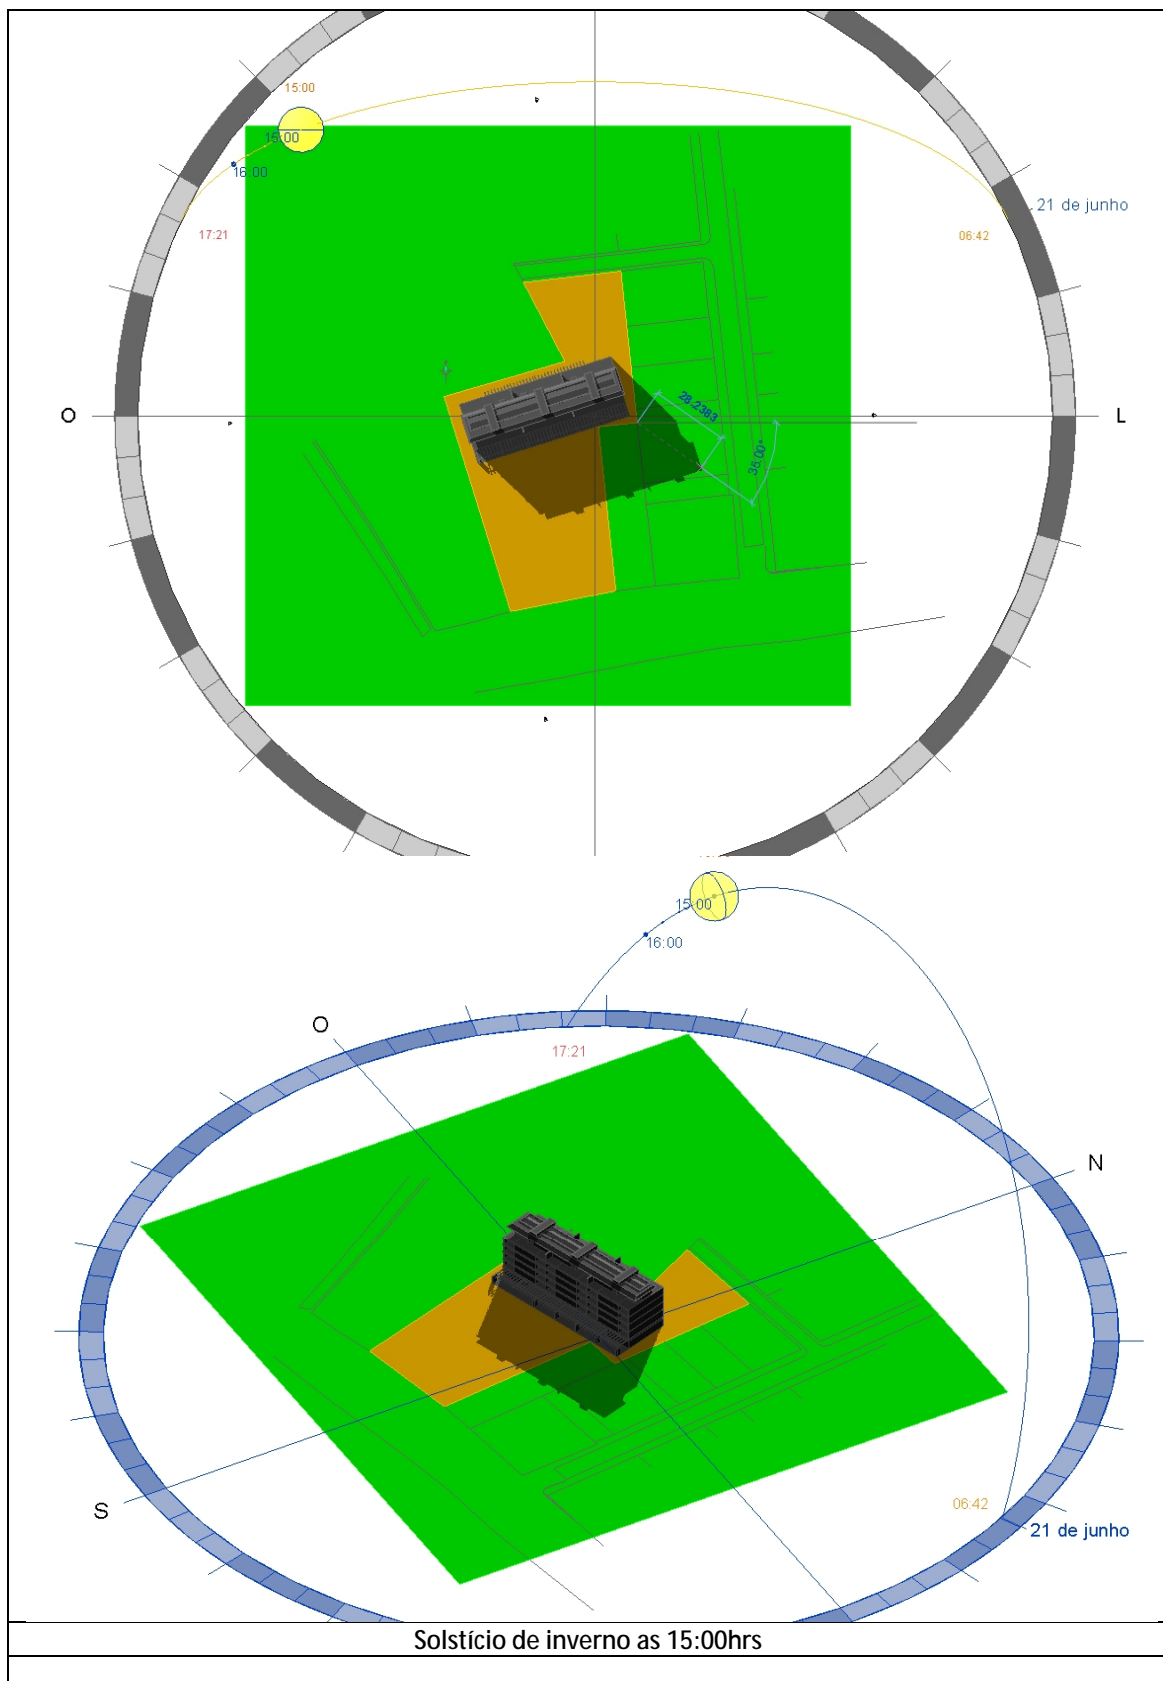 15:00
15:00
16:00
21 de junho
17:21
06:42
28.2383
35.00°
O
L
15:00
16:00
O
17:21
N
S
06:42
21 de junho
Solstício de inverno as 15:00hrs